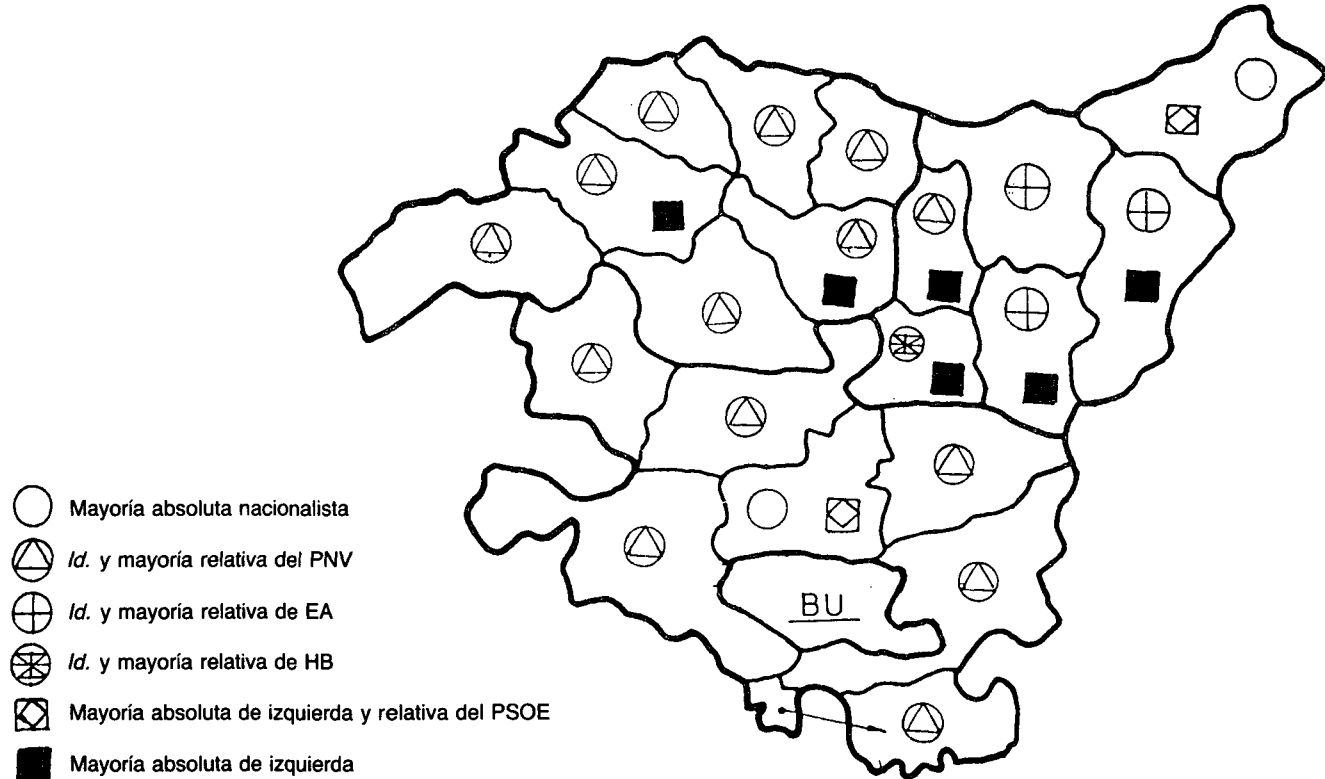 BU
Mayoría absoluta nacionalista
Id. y mayoría relativa del PNV
Id. y mayoría relativa de EA
Id. y mayoría relativa de HB
Mayoría absoluta de izquierda y relativa del PSOE
Mayoría absoluta de izquierda